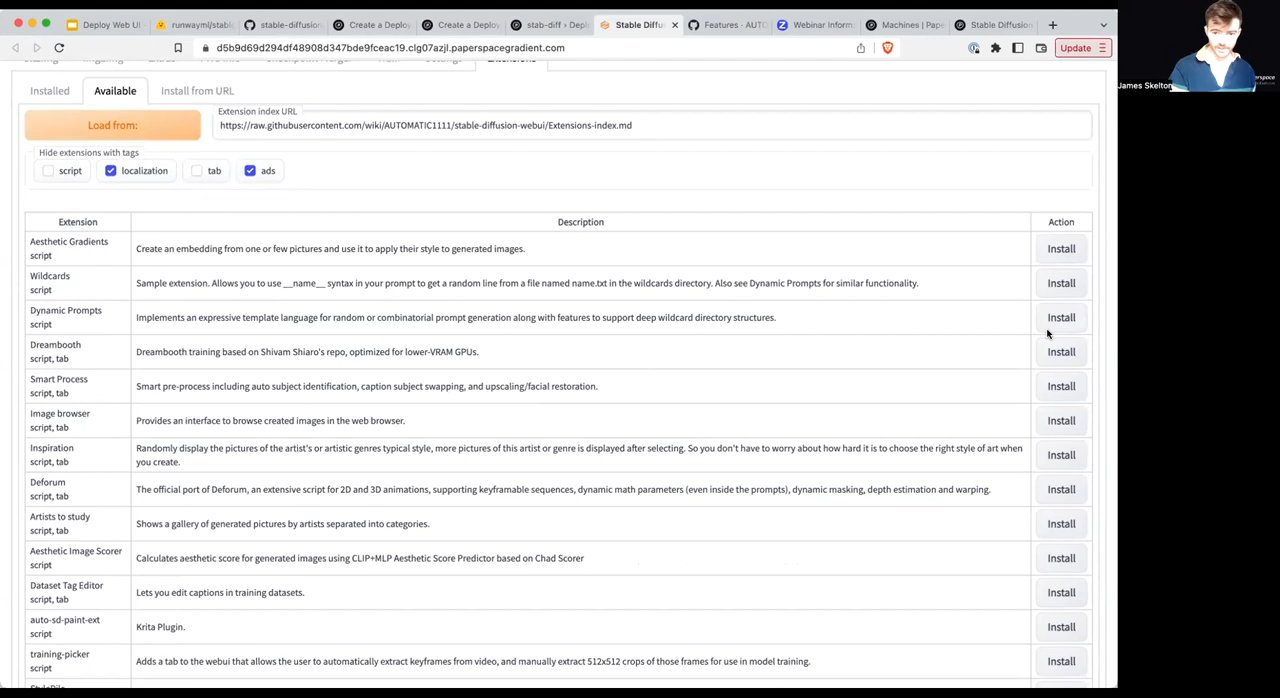 Deploy Web UI
runwayml/stabl
stable-diffusion
Create a Deploy
Create a Deploy
stab-diff › Deplo
Stable Diffus
Features - AUTO
Webinar Inform
Machines | Pape
Stable Diffusion
d5b9d69d294df48908d347bde9fceac19.clg07azjl.paperspacegradient.com
Update
James Skelton
Installed
Available
Install from URL
Load from:
Extension index URL
https://raw.githubusercontent.com/wiki/AUTOMATIC1111/stable-diffusion-webui/Extensions-index.md
Hide extensions with tags
script
localization
tab
ads
Extension Description Action
Aesthetic Gradients
script
Create an embedding from one or few pictures and use it to apply their style to generated images.
Install
Wildcards
script
Sample extension. Allows you to use __name__ syntax in your prompt to get a random line from a file named name.txt in the wildcards directory. Also see Dynamic Prompts for similar functionality.
Install
Dynamic Prompts
script
Implements an expressive template language for random or combinatorial prompt generation along with features to support deep wildcard directory structures.
Install
Dreambooth
script, tab
Dreambooth training based on Shivam Shiaro's repo, optimized for lower-VRAM GPUs.
Install
Smart Process
script, tab
Smart pre-process including auto subject identification, caption subject swapping, and upscaling/facial restoration.
Install
Image browser
script, tab
Provides an interface to browse created images in the web browser.
Install
Inspiration
script, tab
Randomly display the pictures of the artist's or artistic genres typical style, more pictures of this artist or genre is displayed after selecting. So you don't have to worry about how hard it is to choose the right style of art when
you create.
Install
Deforum
script, tab
The official port of Deforum, an extensive script for 2D and 3D animations, supporting keyframable sequences, dynamic math parameters (even inside the prompts), dynamic masking, depth estimation and warping.
Install
Artists to study
script, tab
Shows a gallery of generated pictures by artists separated into categories.
Install
Aesthetic Image Scorer
script
Calculates aesthetic score for generated images using CLIP+MLP Aesthetic Score Predictor based on Chad Scorer
Install
Dataset Tag Editor
script, tab
Lets you edit captions in training datasets.
Install
auto-sd-paint-ext
script
Krita Plugin.
Install
training-picker
script
Adds a tab to the webui that allows the user to automatically extract keyframes from video, and manually extract 512x512 crops of those frames for use in model training.
Install